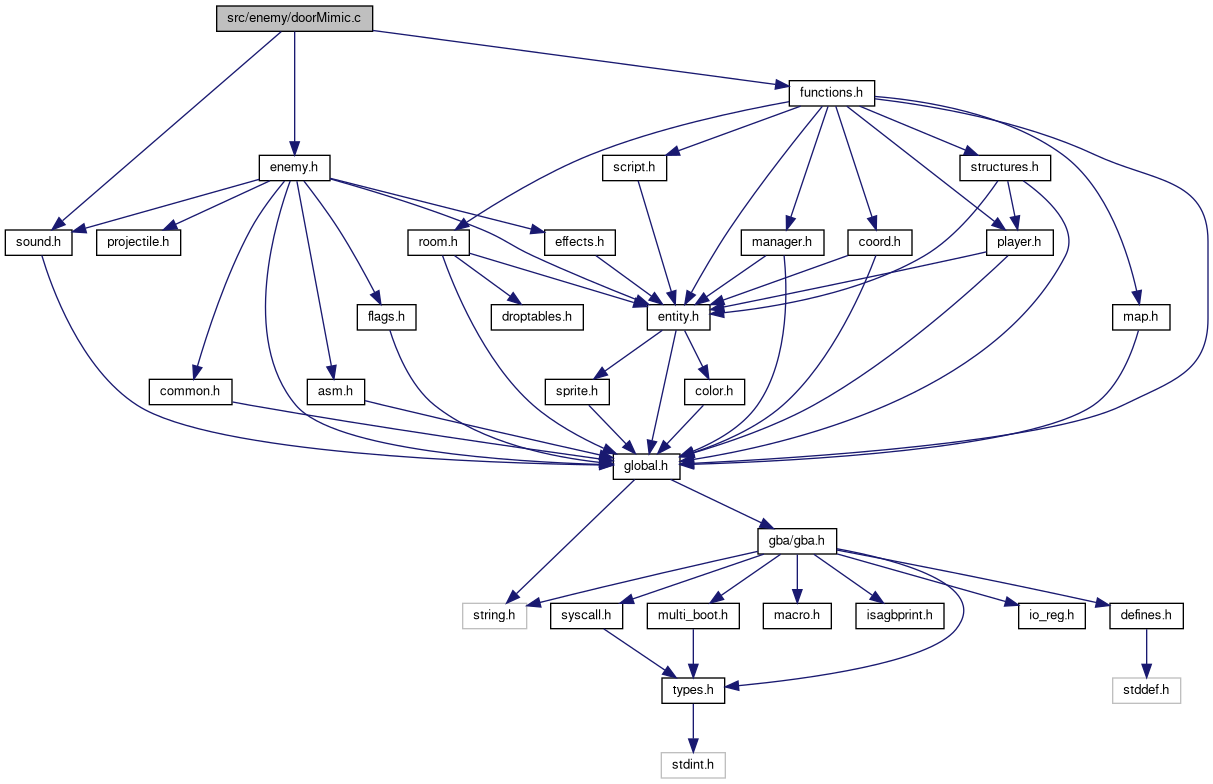 src/enemy/doorMimic.c
functions.h
enemy.h
script.h
structures.h
sound.h
projectile.h
room.h
effects.h
manager.h
coord.h
player.h
flags.h
droptables.h
entity.h
map.h
common.h
asm.h
sprite.h
color.h
global.h
gba/gba.h
string.h
syscall.h
multi_boot.h
macro.h
isagbprint.h
io_reg.h
defines.h
types.h
stddef.h
stdint.h